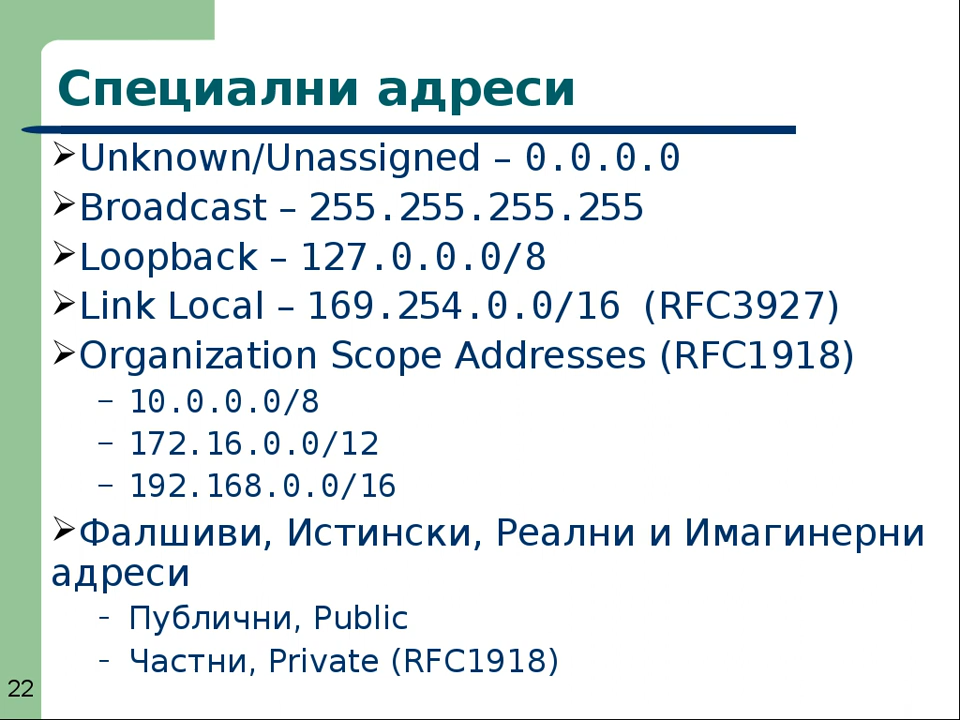 Специални адреси
➢Unknown/Unassigned – 0.0.0.0
➢Broadcast – 255.255.255.255
➢Loopback – 127.0.0.0/8
➢Link Local – 169.254.0.0/16 (RFC3927)
➢Organization Scope Addresses (RFC1918)
– 10.0.0.0/8
– 172.16.0.0/12
– 192.168.0.0/16
➢Фалшиви, Истински, Реални и Имагинерни
адреси
– Публични, Public
– Частни, Private (RFC1918)
22